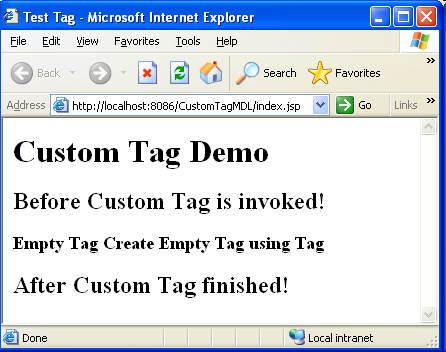 Test Tag - Microsoft Internet Explorer
File Edit View Favorites Tools Help
Back Search Favorites »
Address http://localhost:8086/CustomTagMDL/index.jsp Go Links »
Custom Tag Demo
Before Custom Tag is invoked!
Empty Tag Create Empty Tag using Tag
After Custom Tag finished!
Done Local intranet